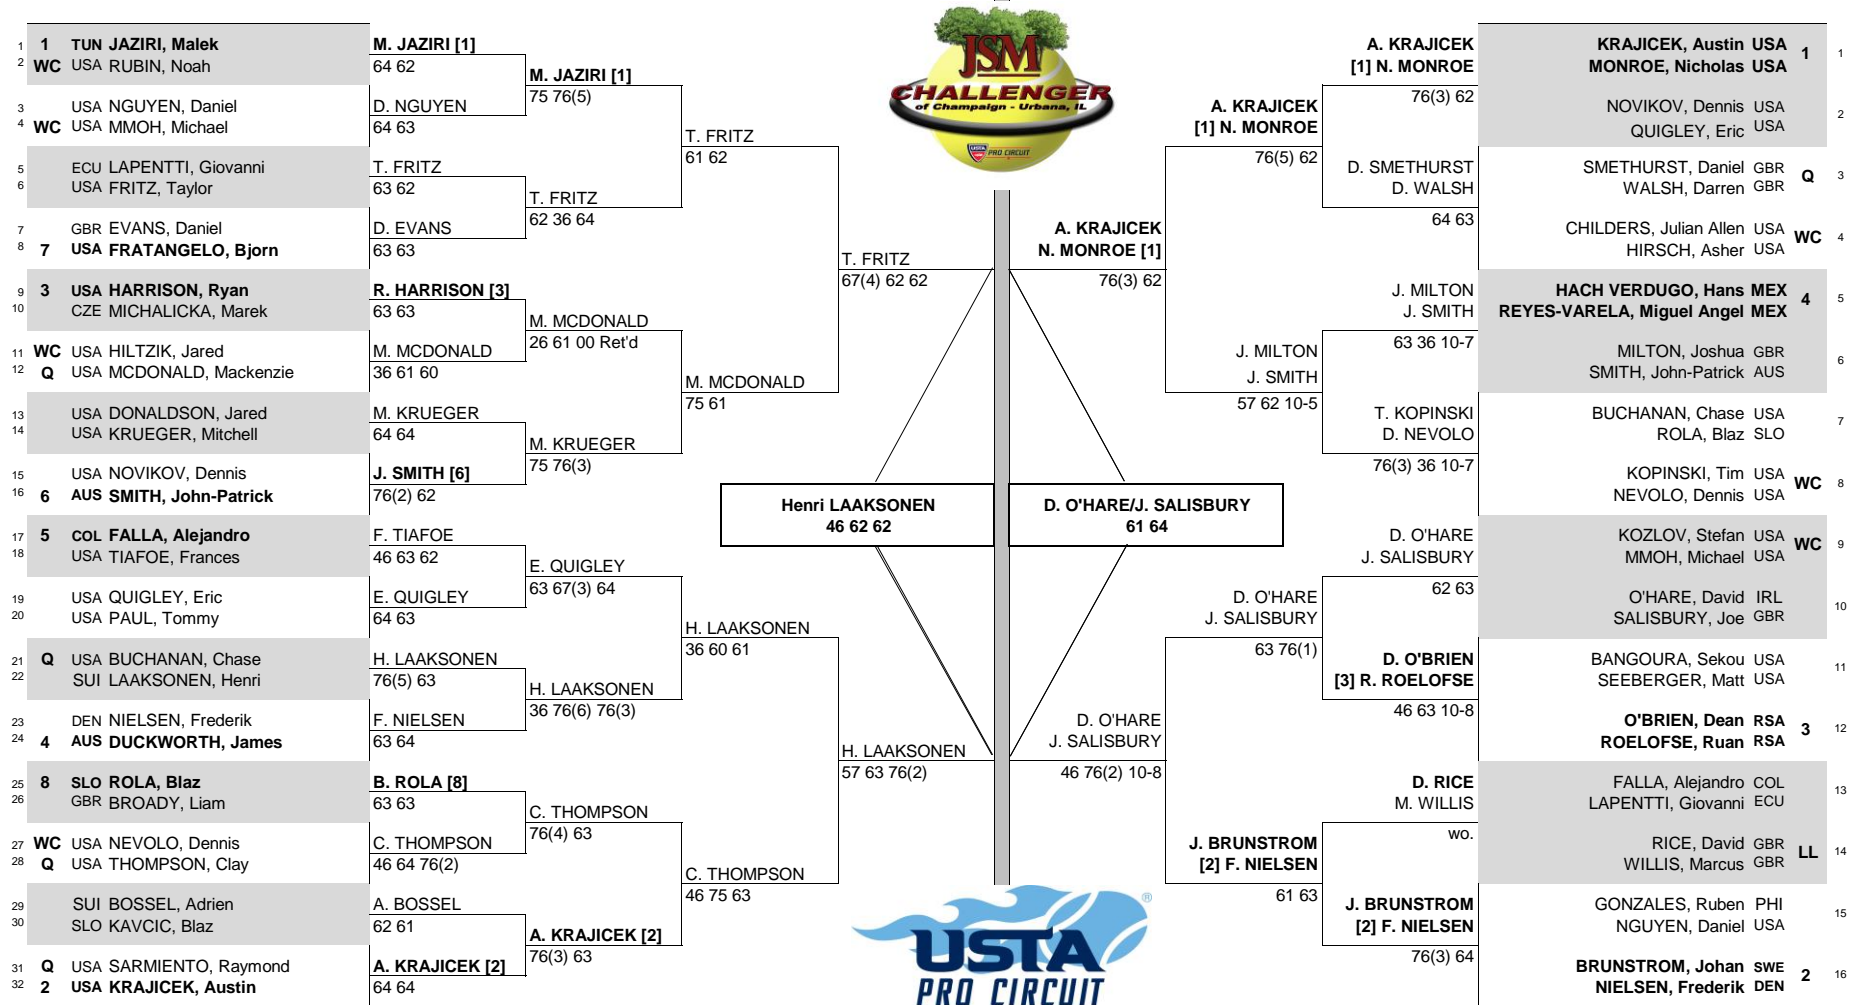 1 1 TUN JAZIRI, Malek
2 WC USA RUBIN, Noah
3 USA NGUYEN, Daniel
4 WC USA MMOH, Michael
5 ECU LAPENTTI, Giovanni
6 USA FRITZ, Taylor
7 GBR EVANS, Daniel
8 7 USA FRATANGELO, Bjorn
9 3 USA HARRISON, Ryan
10 CZE MICHALICKA, Marek
11 WC USA HILTZIK, Jared
12 Q USA MCDONALD, Mackenzie
13 USA DONALDSON, Jared
14 USA KRUEGER, Mitchell
15 USA NOVIKOV, Dennis
16 6 AUS SMITH, John-Patrick
17 5 COL FALLA, Alejandro
18 USA TIAFOE, Frances
19 USA QUIGLEY, Eric
20 USA PAUL, Tommy
21 Q USA BUCHANAN, Chase
22 SUI LAAKSONEN, Henri
23 DEN NIELSEN, Frederik
24 4 AUS DUCKWORTH, James
25 8 SLO ROLA, Blaz
26 GBR BROADY, Liam
27 WC USA NEVOLO, Dennis
28 Q USA THOMPSON, Clay
29 SUI BOSSEL, Adrien
30 SLO KAVCIC, Blaz
31 Q USA SARMIENTO, Raymond
32 2 USA KRAJICEK, Austin
M. JAZIRI [1]
64 62
D. NGUYEN
64 63
T. FRITZ
63 62
D. EVANS
63 63
R. HARRISON [3]
63 63
M. MCDONALD
36 61 60
M. KRUEGER
64 64
J. SMITH [6]
76(2) 62
F. TIAFOE
46 63 62
E. QUIGLEY
64 63
H. LAAKSONEN
76(5) 63
F. NIELSEN
63 64
B. ROLA [8]
63 63
C. THOMPSON
46 64 76(2)
A. BOSSEL
62 61
A. KRAJICEK [2]
64 64
M. JAZIRI [1]
75 76(5)
T. FRITZ
62 36 64
M. MCDONALD
26 61 00 Ret'd
M. KRUEGER
75 76(3)
E. QUIGLEY
63 67(3) 64
H. LAAKSONEN
36 76(6) 76(3)
C. THOMPSON
76(4) 63
A. KRAJICEK [2]
76(3) 63
T. FRITZ
61 62
M. MCDONALD
75 61
H. LAAKSONEN
36 60 61
C. THOMPSON
46 75 63
T. FRITZ
67(4) 62 62
H. LAAKSONEN
57 63 76(2)
Henri LAAKSONEN
46 62 62
JSM
CHALLENGER
of Champaign - Urbana, IL
USTA PRO CIRCUIT
D. O'HARE/J. SALISBURY
61 64
A. KRAJICEK
N. MONROE [1]
76(3) 62
D. O'HARE
J. SALISBURY
46 76(2) 10-8
A. KRAJICEK
[1] N. MONROE
76(5) 62
J. MILTON
J. SMITH
57 62 10-5
D. O'HARE
J. SALISBURY
63 76(1)
J. BRUNSTROM
[2] F. NIELSEN
61 63
A. KRAJICEK
[1] N. MONROE
76(3) 62
D. SMETHURST
D. WALSH
64 63
J. MILTON
J. SMITH
63 36 10-7
T. KOPINSKI
D. NEVOLO
76(3) 36 10-7
D. O'HARE
J. SALISBURY
62 63
D. O'BRIEN
[3] R. ROELOFSE
46 63 10-8
D. RICE
M. WILLIS
wo.
J. BRUNSTROM
[2] F. NIELSEN
76(3) 64
KRAJICEK, Austin USA 1 1
MONROE, Nicholas USA
NOVIKOV, Dennis USA 2
QUIGLEY, Eric USA
SMETHURST, Daniel GBR Q 3
WALSH, Darren GBR
CHILDERS, Julian Allen USA WC 4
HIRSCH, Asher USA
HACH VERDUGO, Hans MEX 4 5
REYES-VARELA, Miguel Angel MEX
MILTON, Joshua GBR 6
SMITH, John-Patrick AUS
BUCHANAN, Chase USA 7
ROLA, Blaz SLO
KOPINSKI, Tim USA WC 8
NEVOLO, Dennis USA
KOZLOV, Stefan USA WC 9
MMOH, Michael USA
O'HARE, David IRL 10
SALISBURY, Joe GBR
BANGOURA, Sekou USA 11
SEEBERGER, Matt USA
O'BRIEN, Dean RSA 3 12
ROELOFSE, Ruan RSA
FALLA, Alejandro COL 13
LAPENTTI, Giovanni ECU
RICE, David GBR LL 14
WILLIS, Marcus GBR
GONZALES, Ruben PHI 15
NGUYEN, Daniel USA
BRUNSTROM, Johan SWE 2 16
NIELSEN, Frederik DEN
USTA ®
PRO CIRCUIT